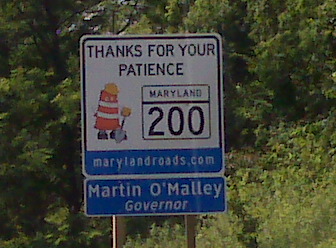 THANKS FOR YOUR
PATIENCE
MARYLAND
200
marylandroads.com
Martin O'Malley
Governor